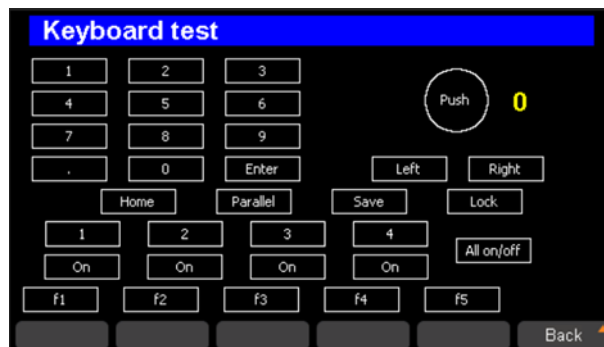 Keyboard test
1 2 3
4 5 6 Push 0
7 8 9
. 0 Enter Left Right
Home Parallel Save Lock
1 2 3 4
All on/off
On On On On
f1 f2 f3 f4 f5
Back